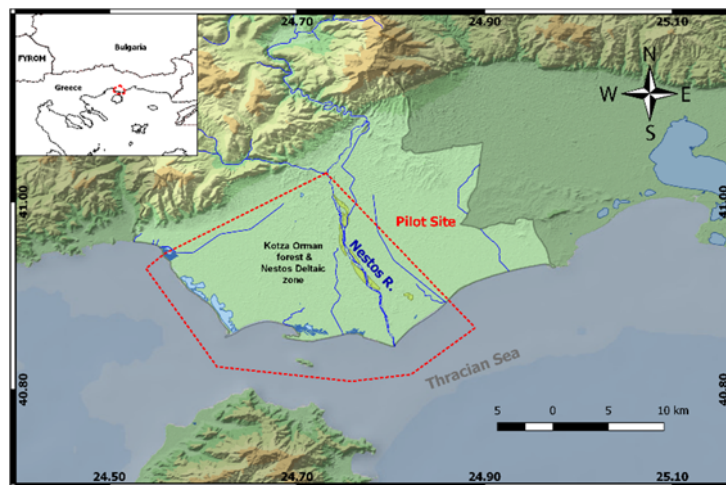 24.70
24.90
25.10
Bulgaria
FYROM
Greece
N
W E
S
41.00
41.00
Pilot Site
Kotza Orman
forest &
Nestos Deltaic
zone
Nestos R.
Thracian Sea
40.80
40.80
5 0 5 10 km
24.50
24.70
24.90
25.10